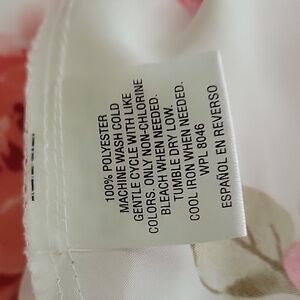 100% POLYESTER
MACHINE WASH COLD
GENTLE CYCLE WITH LIKE
COLORS. ONLY NON-CHLORINE
BLEACH WHEN NEEDED.
TUMBLE DRY LOW.
COOL IRON WHEN NEEDED.
WPL 8046
ESPAÑOL EN REVERSO